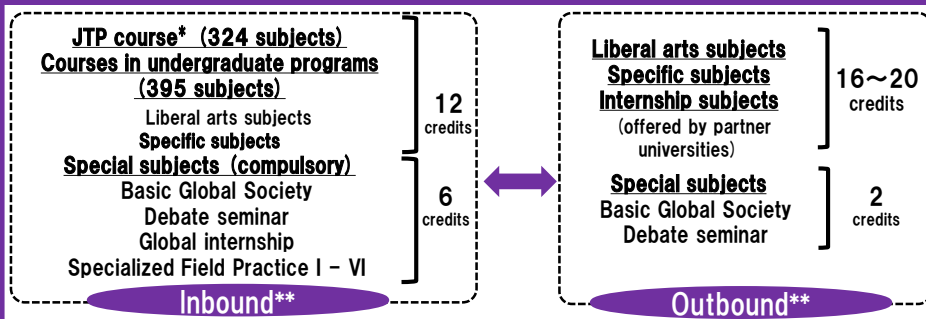 JTP course* (324 subjects)
Courses in undergraduate programs
(395 subjects)
Liberal arts subjects
Specific subjects
12
credits
Special subjects (compulsory)
Basic Global Society
Debate seminar
Global internship
Specialized Field Practice I – VI
6
credits
Inbound**
Liberal arts subjects
Specific subjects
Internship subjects
(offered by partner
universities)
16～20
credits
Special subjects
Basic Global Society
Debate seminar
2
credits
Outbound**